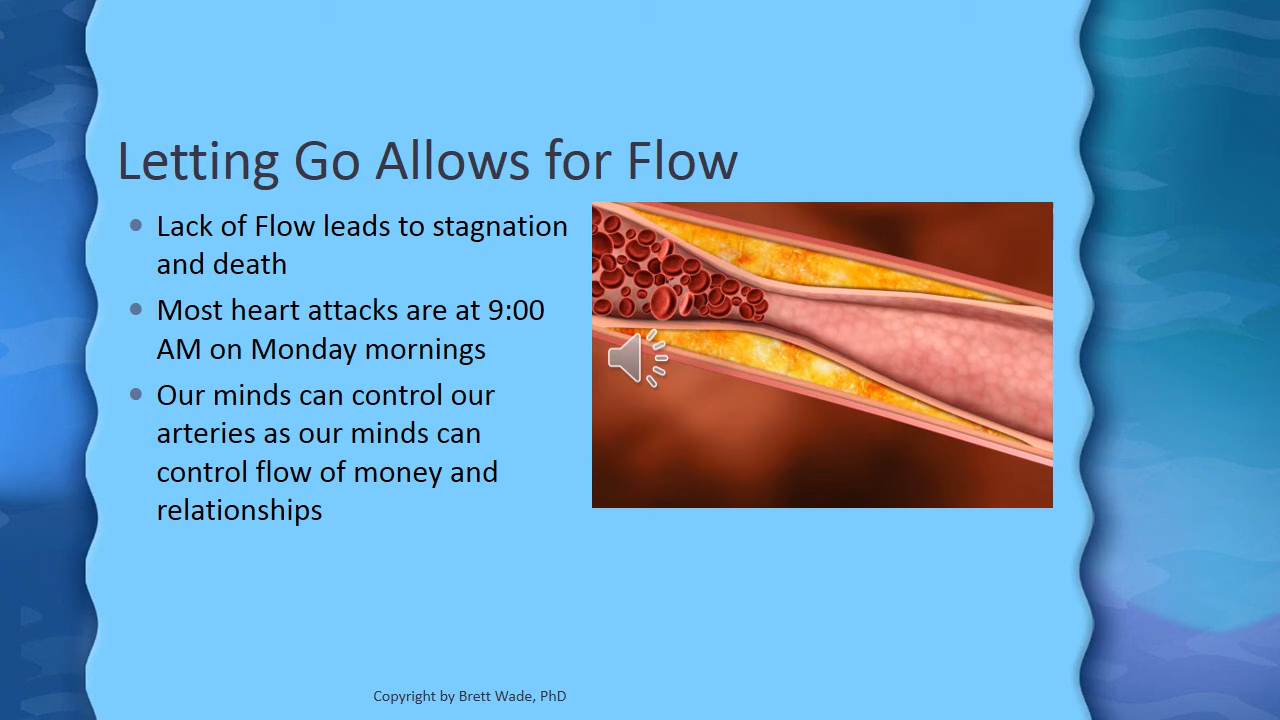 Letting Go Allows for Flow
Lack of Flow leads to stagnation
and death
Most heart attacks are at 9:00
AM on Monday mornings
Our minds can control our
arteries as our minds can
control flow of money and
relationships
Copyright by Brett Wade, PhD